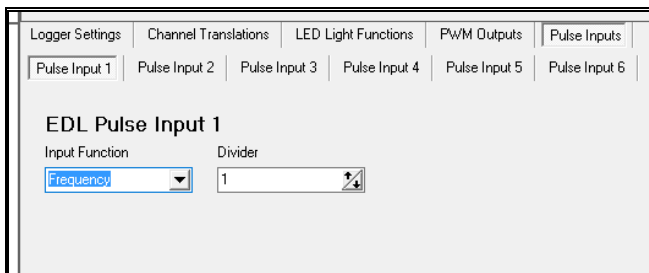 Logger Settings Channel Translations LED Light Functions PWM Outputs Pulse Inputs
Pulse Input 1 Pulse Input 2 Pulse Input 3 Pulse Input 4 Pulse Input 5 Pulse Input 6
EDL Pulse Input 1
Input Function Divider
Frequency 1